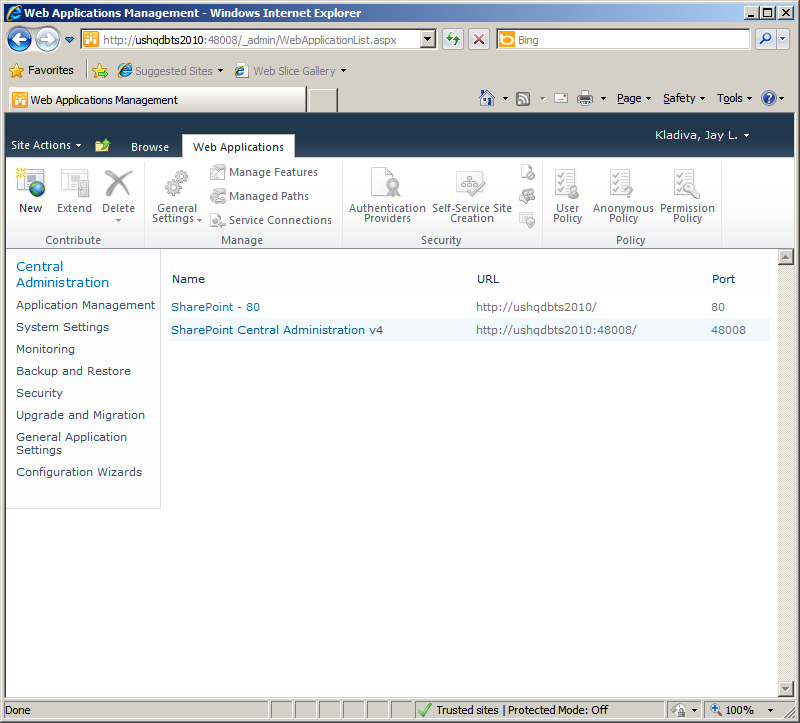 Web Applications Management - Windows Internet Explorer
http://ushqdbts2010:48008/_admin/WebApplicationList.aspx
Bing
Favorites
Suggested Sites
Web Slice Gallery
Web Applications Management
Page
Safety
Tools
Site Actions
Browse
Web Applications
Kladiva, Jay L.
New
Extend
Delete
Contribute
General
Settings
Manage Features
Managed Paths
Service Connections
Manage
Authentication
Providers
Self-Service Site
Creation
Security
User
Policy
Anonymous
Policy
Permission
Policy
Policy
Central
Administration
Application Management
System Settings
Monitoring
Backup and Restore
Security
Upgrade and Migration
General Application
Settings
Configuration Wizards
Name URL Port
SharePoint - 80 http://ushqdbts2010/ 80
SharePoint Central Administration v4 http://ushqdbts2010:48008/ 48008
Done
Trusted sites | Protected Mode: Off
100%